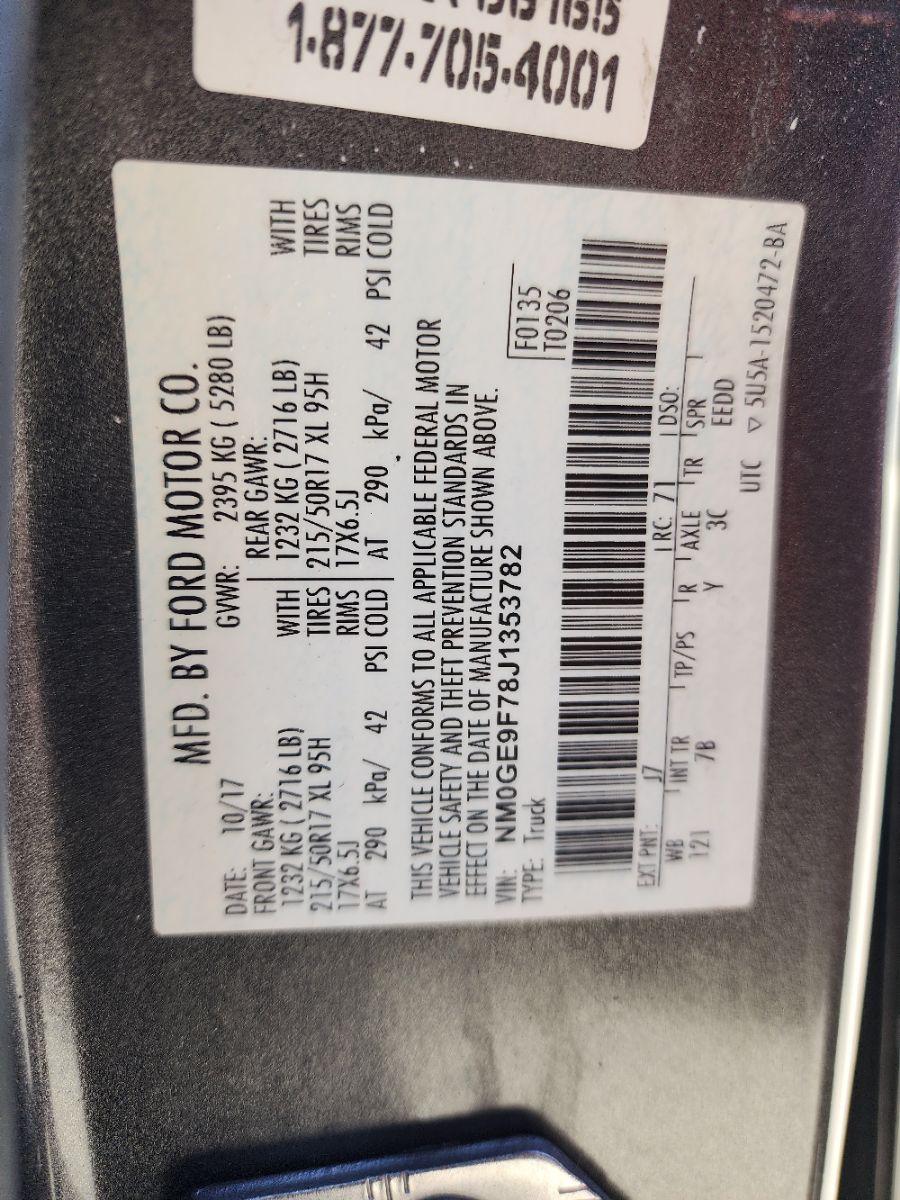 1-877-705-4001
MFD. BY FORD MOTOR CO.
DATE: 10/17 GVWR: 2395 KG ( 5280 LB)
FRONT GAWR: REAR GAWR:
1232 KG ( 2716 LB) WITH 1232 KG ( 2716 LB) WITH
215/50R17 XL 95H TIRES 215/50R17 XL 95H TIRES
17X6.5J RIMS 17X6.5J RIMS
AT 290 kPa/ 42 PSI COLD AT 290 kPa/ 42 PSI COLD
THIS VEHICLE CONFORMS TO ALL APPLICABLE FEDERAL MOTOR
VEHICLE SAFETY AND THEFT PREVENTION STANDARDS IN
EFFECT ON THE DATE OF MANUFACTURE SHOWN ABOVE.
VIN: NM0GE9F78J1353782 F0135
TYPE: Truck T0206
EXT PNT: J7 RC: 71 DSO:
WB INT TR TP/PS R AXLE TR SPR
121 7B Y 3C EEDD
UTC ▽ 5U5A-1520472-BA